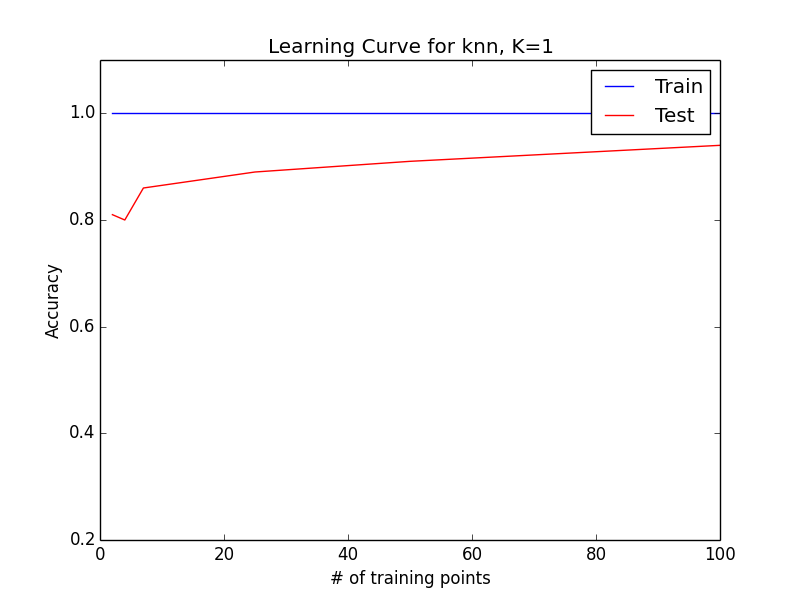 Learning Curve for knn, K=1
Train
Test
1.0
0.8
0.6
0.4
0.2
Accuracy
0 20 40 60 80 100
# of training points